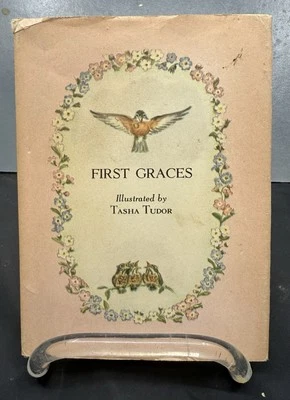 FIRST GRACES
Illustrated by
TASHA TUDOR